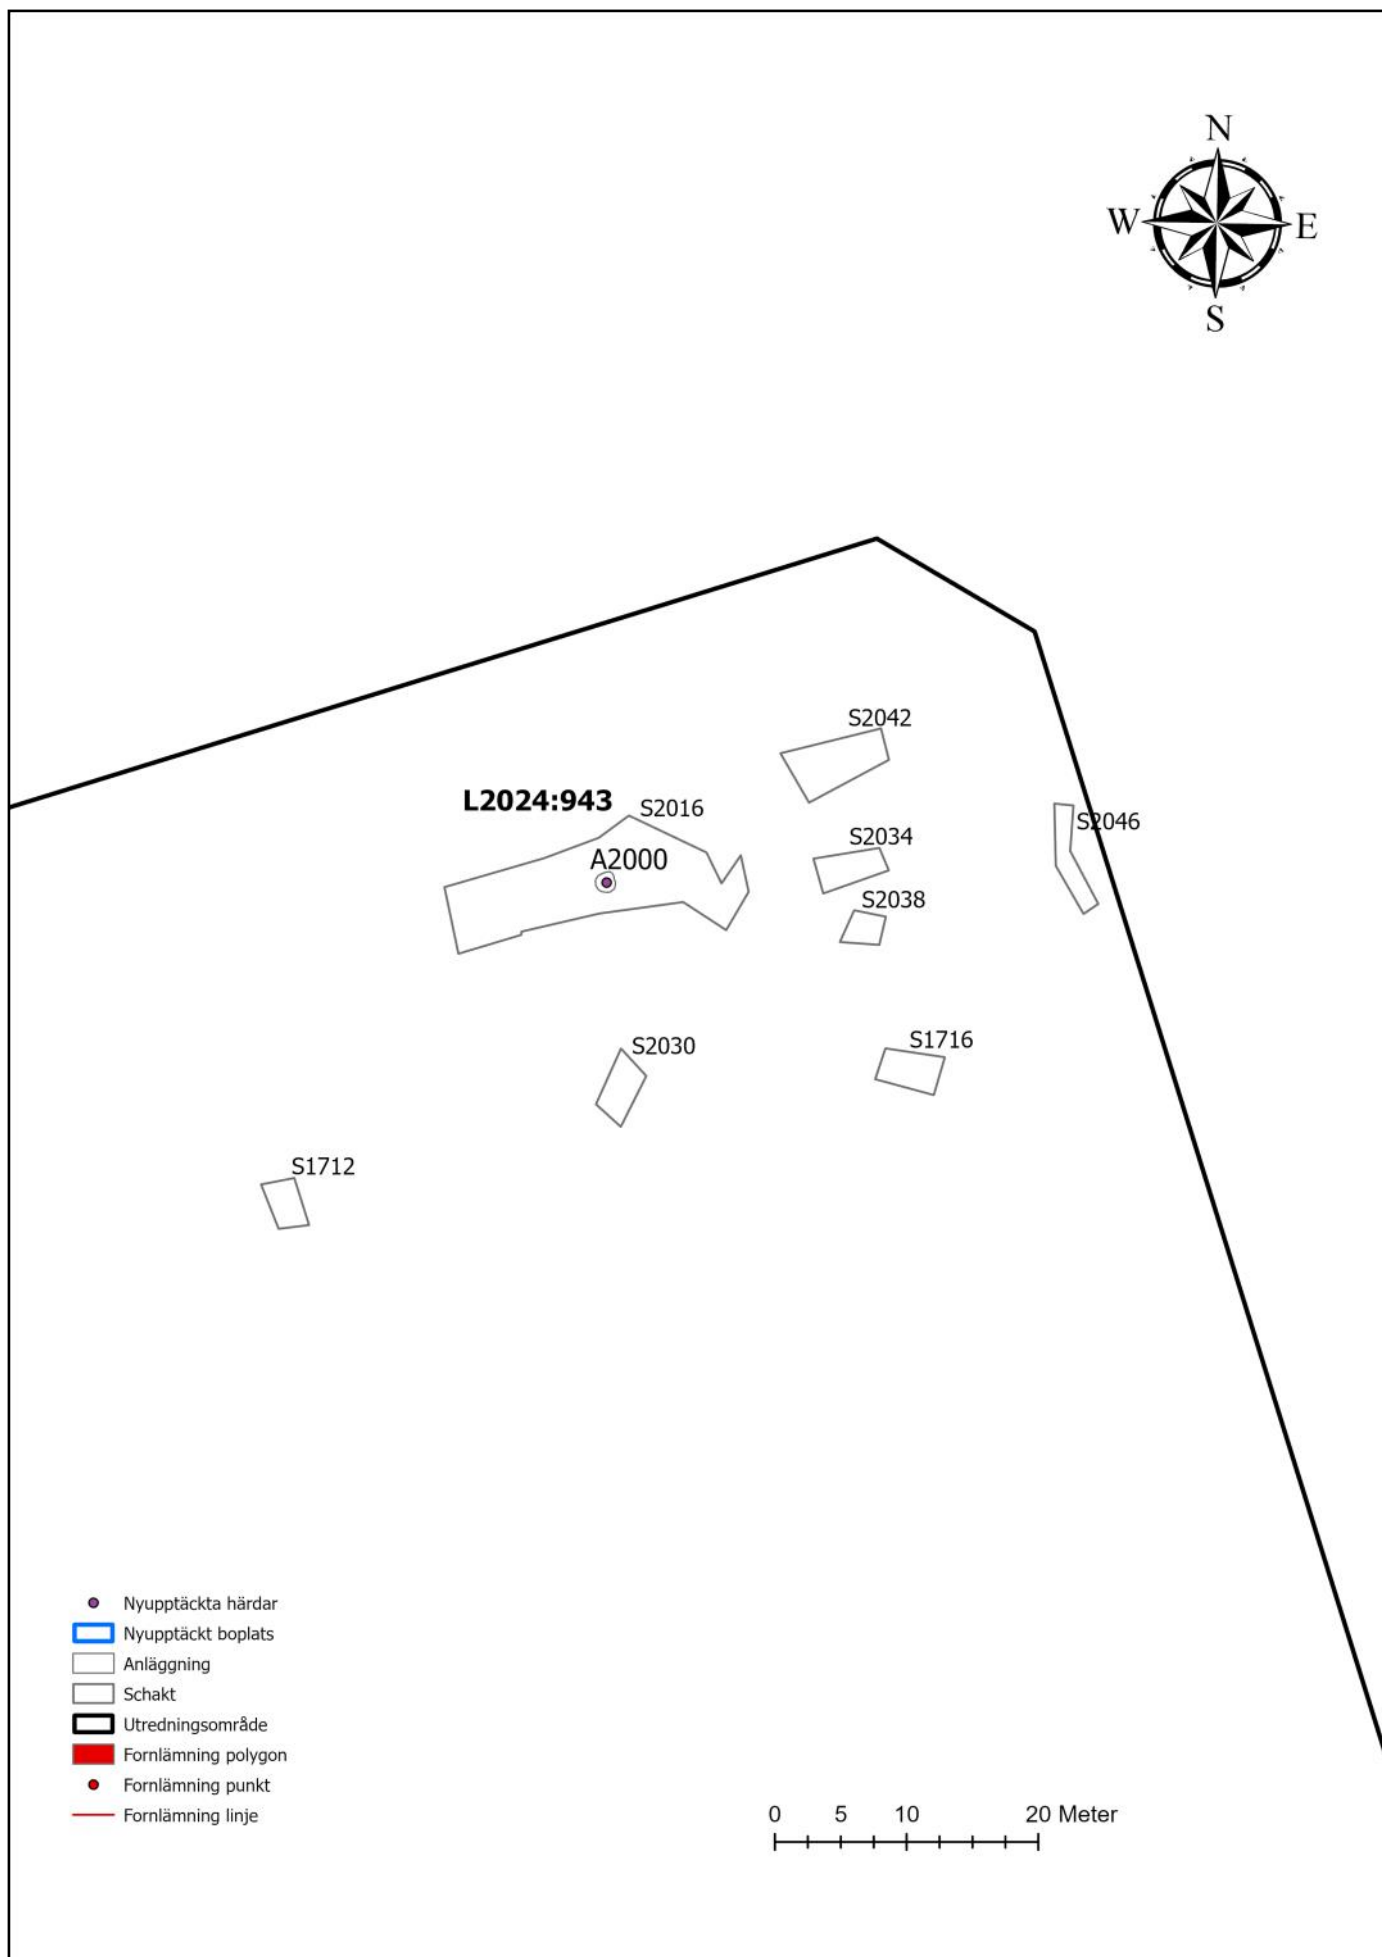 N
W E
S
S2042
L2024:943
S2016
S2046
S2034
A2000
S2038
S1716
S2030
S1712
Nyupptäckta härdar
Nyupptäckt boplats
Anläggning
Schakt
Utredningsområde
Fornlämning polygon
Fornlämning punkt
Fornlämning linje
0 5 10 20 Meter